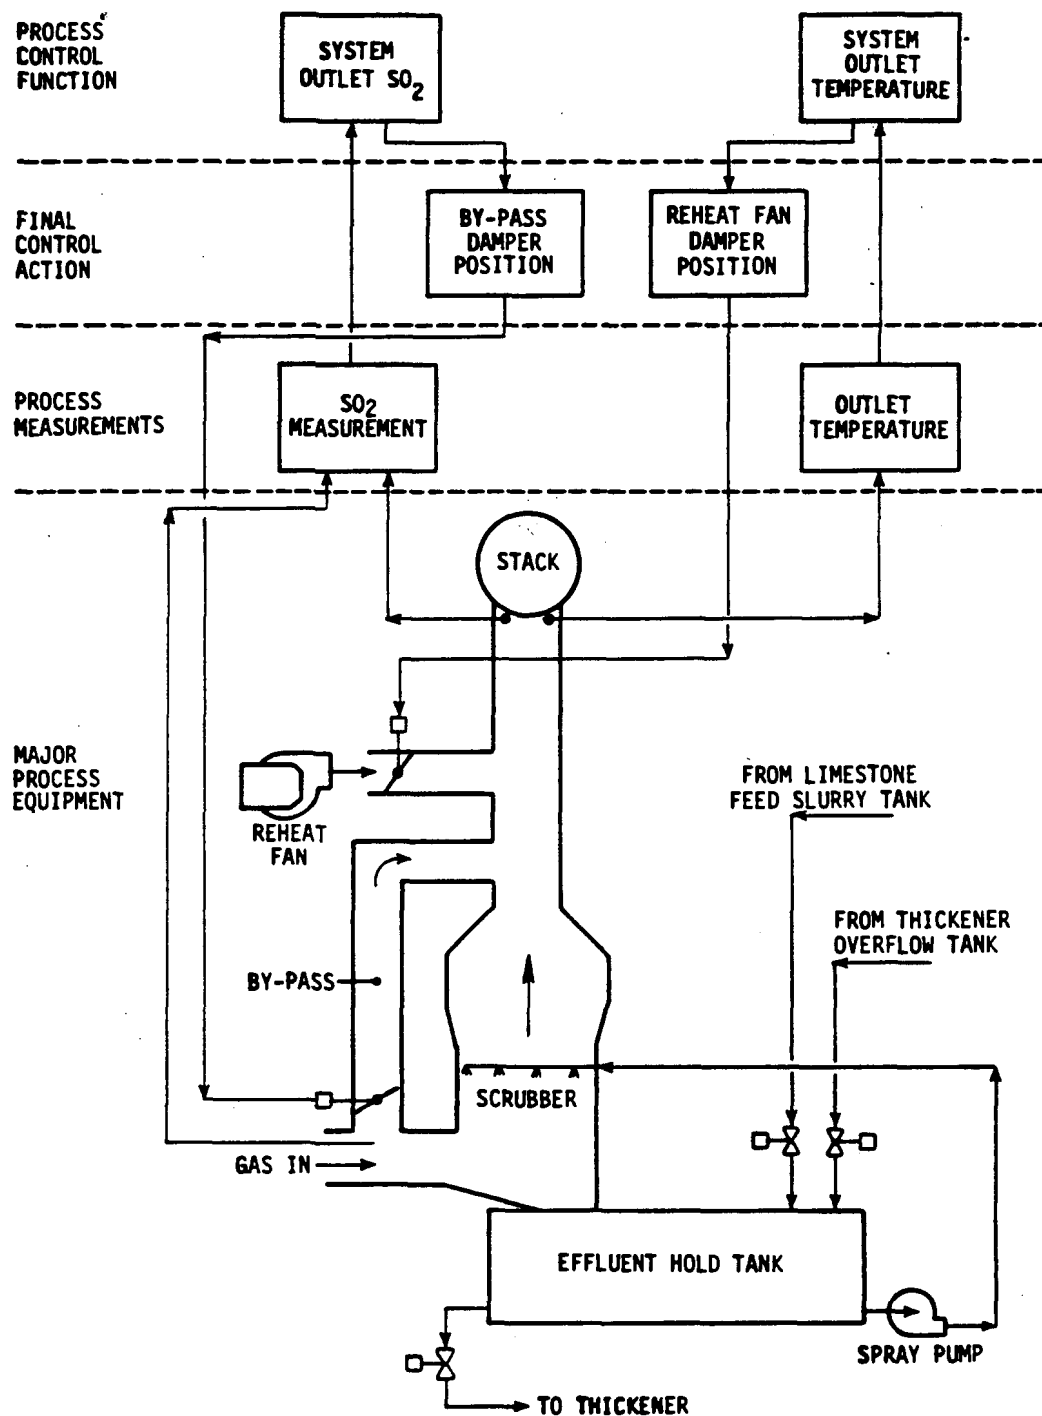 PROCESS
CONTROL
FUNCTION
SYSTEM
OUTLET SO2
SYSTEM
OUTLET
TEMPERATURE
FINAL
CONTROL
ACTION
BY-PASS
DAMPER
POSITION
REHEAT FAN
DAMPER
POSITION
PROCESS
MEASUREMENTS
SO2
MEASUREMENT
OUTLET
TEMPERATURE
STACK
MAJOR
PROCESS
EQUIPMENT
REHEAT
FAN
FROM LIMESTONE
FEED SLURRY TANK
FROM THICKENER
OVERFLOW TANK
BY-PASS
SCRUBBER
GAS IN
EFFLUENT HOLD TANK
SPRAY PUMP
TO THICKENER